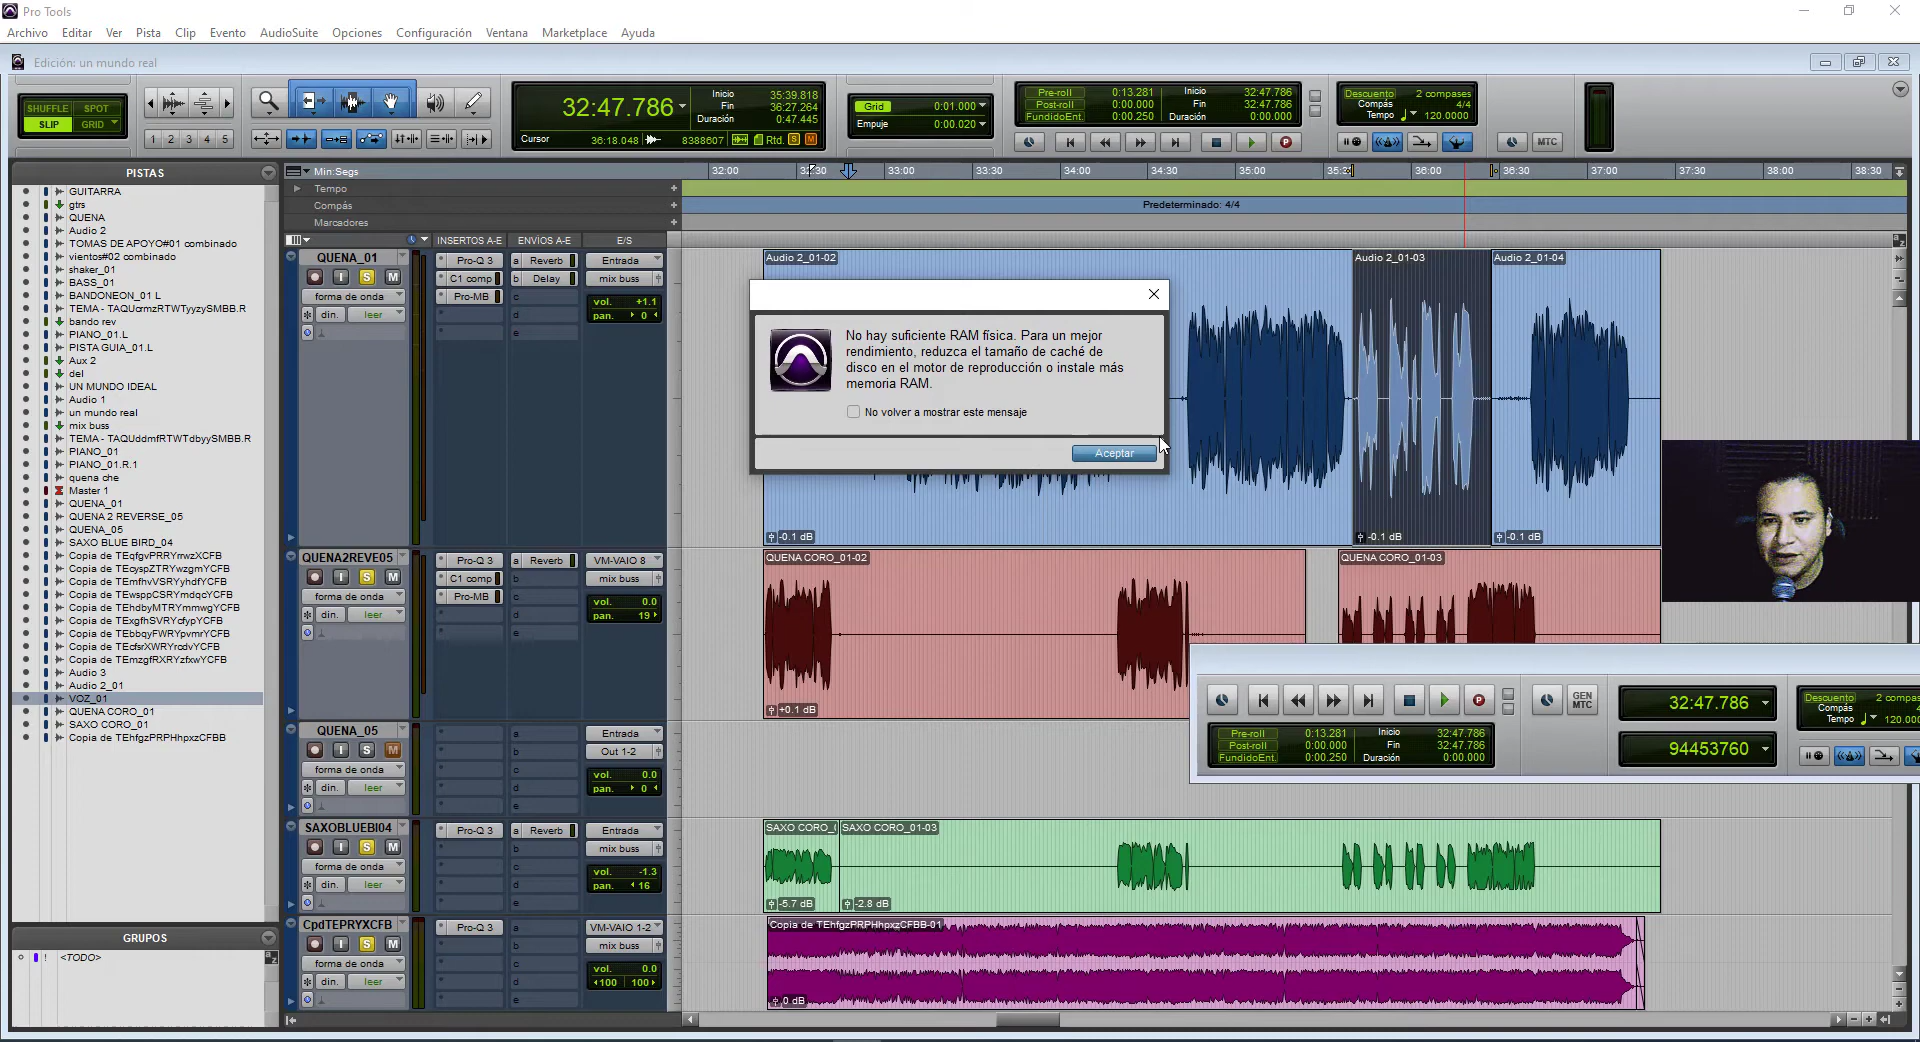 Pro Tools
Archivo Editar Ver Pista Clip Evento AudioSuite Opciones Configuración Ventana Marketplace Ayuda
Edición: un mundo real
SHUFFLE SPOT
SLIP GRID
1 2 3 4 5
32:47.786
Inicio 35:39.818
Fin 36:27.264
Duración 0:47.445
Cursor 36:18.048 8388607 Rtd. S M
Grid 0:01.000
Empuje 0:00.020
Pre-roll 0:13.281 Inicio 32:47.786
Post-roll 0:00.000 Fin 32:47.786
FundidoEnt. 0:00.250 Duración 0:00.000
Descuento 2 compases
Compás 4/4
Tempo 120.0000
MTC
PISTAS
GUITARRA
gtrs
QUENA
Audio 2
TOMAS DE APOYO#01 combinado
vientos#02 combinado
shaker_01
BASS_01
BANDONEON_01 L
TEMA - TAQUrmzRTWTyyzySMBB.R
bando rev
PIANO_01.L
PISTA GUIA_01.L
Aux 2
del
UN MUNDO IDEAL
Audio 1
un mundo real
mix buss
TEMA - TAQUddmfRTWTdbyySMBB.R
PIANO_01
PIANO_01.R.1
quena che
Master 1
QUENA_01
QUENA 2 REVERSE_05
QUENA_05
SAXO BLUE BIRD_04
Copia de TEqfgvPRRYrrwzXCFB
Copia de TEcyspZTRYwzgmYCFB
Copia de TEmfhvVSRYyhdfYCFB
Copia de TEwsppCSRYmdqcYCFB
Copia de TEhdbyMTRYmmwgYCFB
Copia de TExgfhSVRYcfypYCFB
Copia de TEbbqyFWRYpvmrYCFB
Copia de TEcfsrXWRYrcdvYCFB
Copia de TEmzgfRXRYzfxwYCFB
Audio 3
Audio 2_01
VOZ_01
QUENA CORO_01
SAXO CORO_01
Copia de TEhfgzPRPHhpxzCFBB
GRUPOS
! <TODO>
Min:Segs
32:00 33:00 33:30 34:00 34:30 35:00 36:00 36:30 37:00 37:30 38:00 38:30
Tempo
Compás Predeterminado: 4/4
Marcadores
INSERTOS A-E ENVÍOS A-E E/S
QUENA_01
I S M
forma de onda
din. leer
Pro-Q 3
C1 comp
Pro-MB
a Reverb
b Delay
c
d
e
Entrada
mix buss
vol. +1.1
pan. 0
Audio 2_01-02 Audio 2_01-03 Audio 2_01-04
-0.1 dB -0.1 dB -0.1 dB
No hay suficiente RAM física. Para un mejor
rendimiento, reduzca el tamaño de caché de
disco en el motor de reproducción o instale más
memoria RAM.
No volver a mostrar este mensaje
Aceptar
QUENA2REVE05
I S M
forma de onda
din. leer
Pro-Q 3
C1 comp
Pro-MB
a Reverb
b
c
d
e
VM-VAIO 8
mix buss
vol. 0.0
pan. 19
QUENA CORO_01-02 QUENA CORO_01-03
+0.1 dB
GEN
MTC
32:47.786
94453760
Pre-roll 0:13.281 Inicio 32:47.786
Post-roll 0:00.000 Fin 32:47.786
FundidoEnt. 0:00.250 Duración 0:00.000
Descuento 2 compas
Compás 4/4
Tempo 120.000
QUENA_05
I S M
forma de onda
din. leer
a
b
c
d
e
Entrada
Out 1-2
vol. 0.0
pan. 0
SAXOBLUEBI04
I S M
forma de onda
din. leer
Pro-Q 3
a Reverb
b
c
d
e
Entrada
mix buss
vol. -1.3
pan. 16
SAXO CORO_( SAXO CORO_01-03
-5.7 dB -2.8 dB
CpdTEPRYXCFB
I S M
forma de onda
din. leer
Pro-Q 3
a
b
c
d
e
VM-VAIO 1-2
mix buss
vol. 0.0
100 100
Copia de TEhfgzPRPHhpxzCFBB-01
0 dB